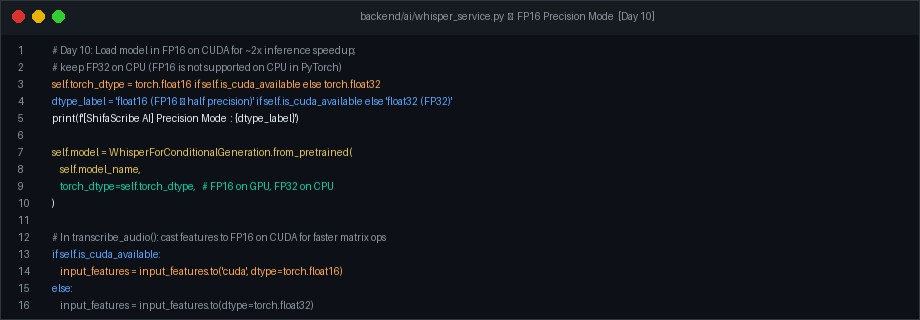 backend/ai/whisper_service.py ▯ FP16 Precision Mode [Day 10]
1 # Day 10: Load model in FP16 on CUDA for ~2x inference speedup;
2 # keep FP32 on CPU (FP16 is not supported on CPU in PyTorch)
3 self.torch_dtype = torch.float16 if self.is_cuda_available else torch.float32
4 dtype_label = 'float16 (FP16 ▯ half precision)' if self.is_cuda_available else 'float32 (FP32)'
5 print(f'[ShifaScribe AI] Precision Mode : {dtype_label}')
6
7 self.model = WhisperForConditionalGeneration.from_pretrained(
8 self.model_name,
9 torch_dtype=self.torch_dtype, # FP16 on GPU, FP32 on CPU
10 )
11
12 # In transcribe_audio(): cast features to FP16 on CUDA for faster matrix ops
13 if self.is_cuda_available:
14 input_features = input_features.to('cuda', dtype=torch.float16)
15 else:
16 input_features = input_features.to(dtype=torch.float32)